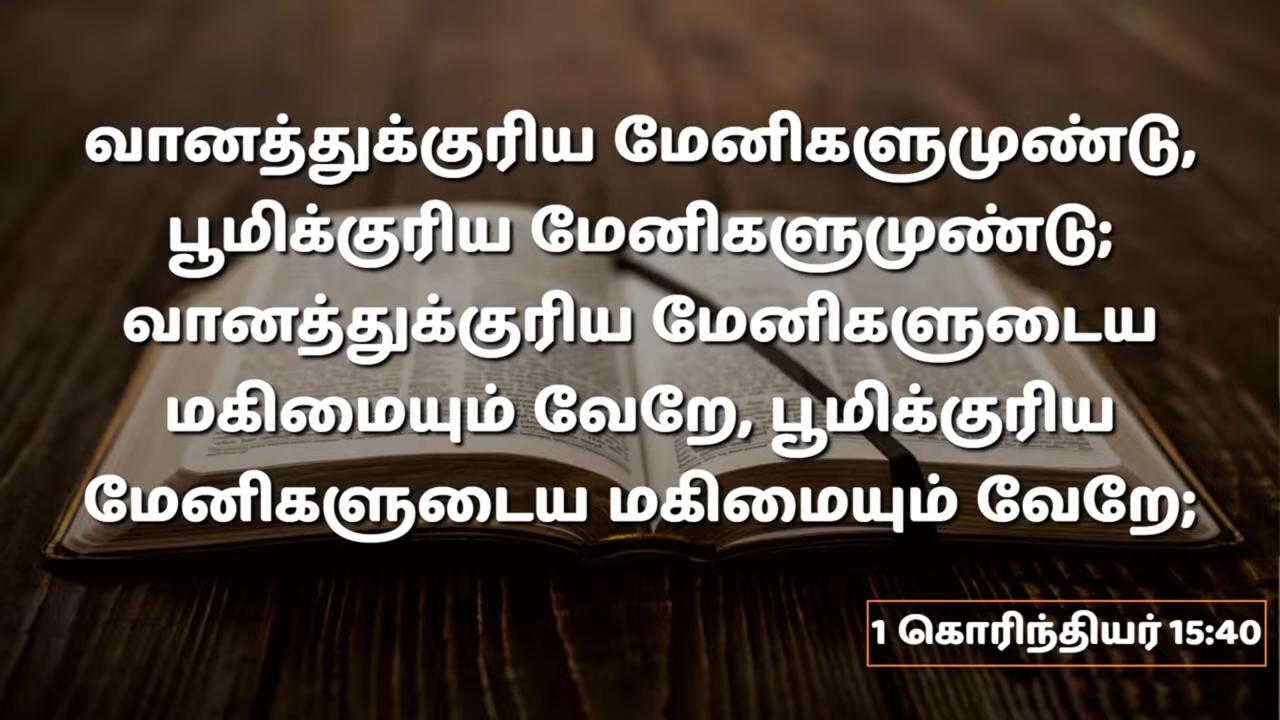 வானத்துக்குரிய மேனிகளுமுண்டு,
பூமிக்குரிய மேனிகளுமுண்டு;
வானத்துக்குரிய மேனிகளுடைய
மகிமையும் வேறே, பூமிக்குரிய
மேனிகளுடைய மகிமையும் வேறே;
1 கொரிந்தியர் 15:40